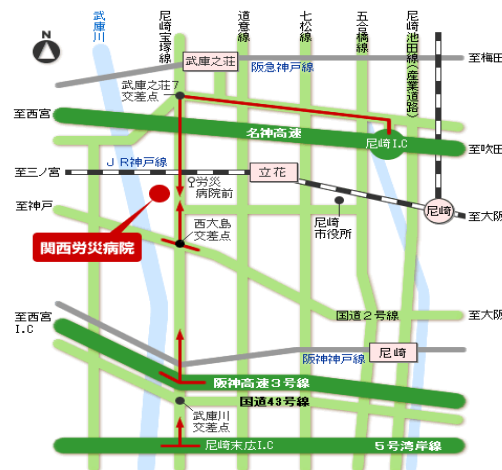 武庫川
尼崎宝塚線
道意線
七松線
五合橋線
尼崎池田線(産業道路)
N
武庫之荘
阪急神戸線
至梅田
武庫之荘7
交差点
至西宮
名神高速
尼崎I.C
至吹田
JR神戸線
至三ノ宮
労災
病院前
立花
至神戸
尼崎
至大阪
関西労災病院
西大島
交差点
尼崎
市役所
至西宮
I.C
国道2号線
至大阪
阪神神戸線
尼崎
阪神高速3号線
国道43号線
武庫川
交差点
尼崎末広I.C
5号湾岸線